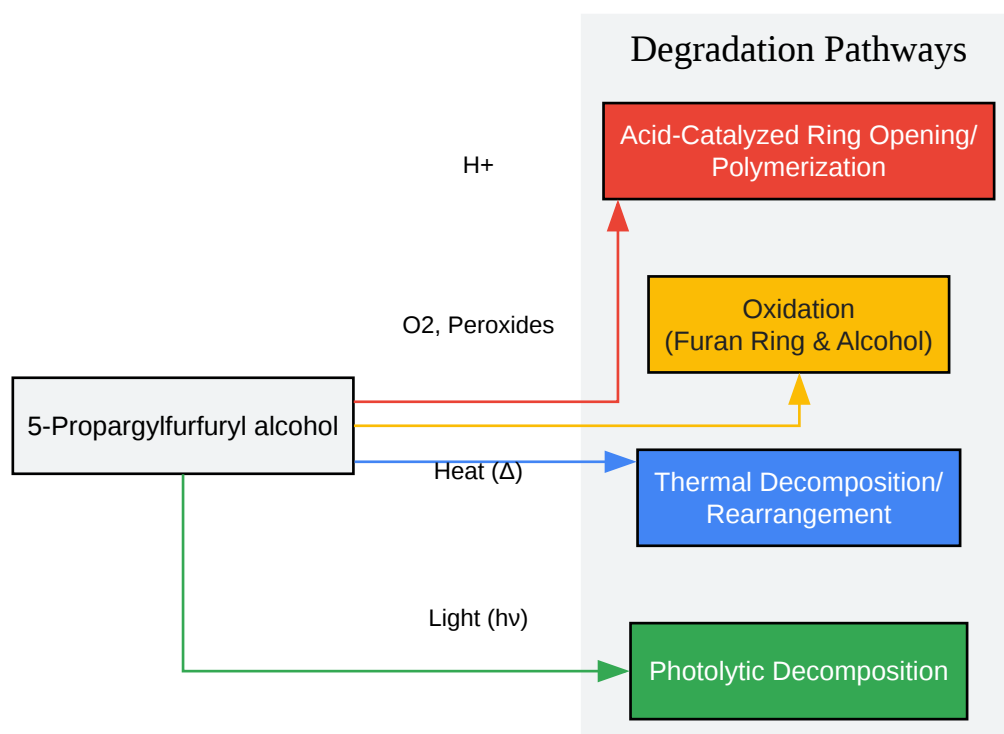 Degradation Pathways
H+
Acid-Catalyzed Ring Opening/
Polymerization
O2, Peroxides
Oxidation
(Furan Ring & Alcohol)
5-Propargylfurfuryl alcohol
Heat (Δ)
Thermal Decomposition/
Rearrangement
Light (hν)
Photolytic Decomposition